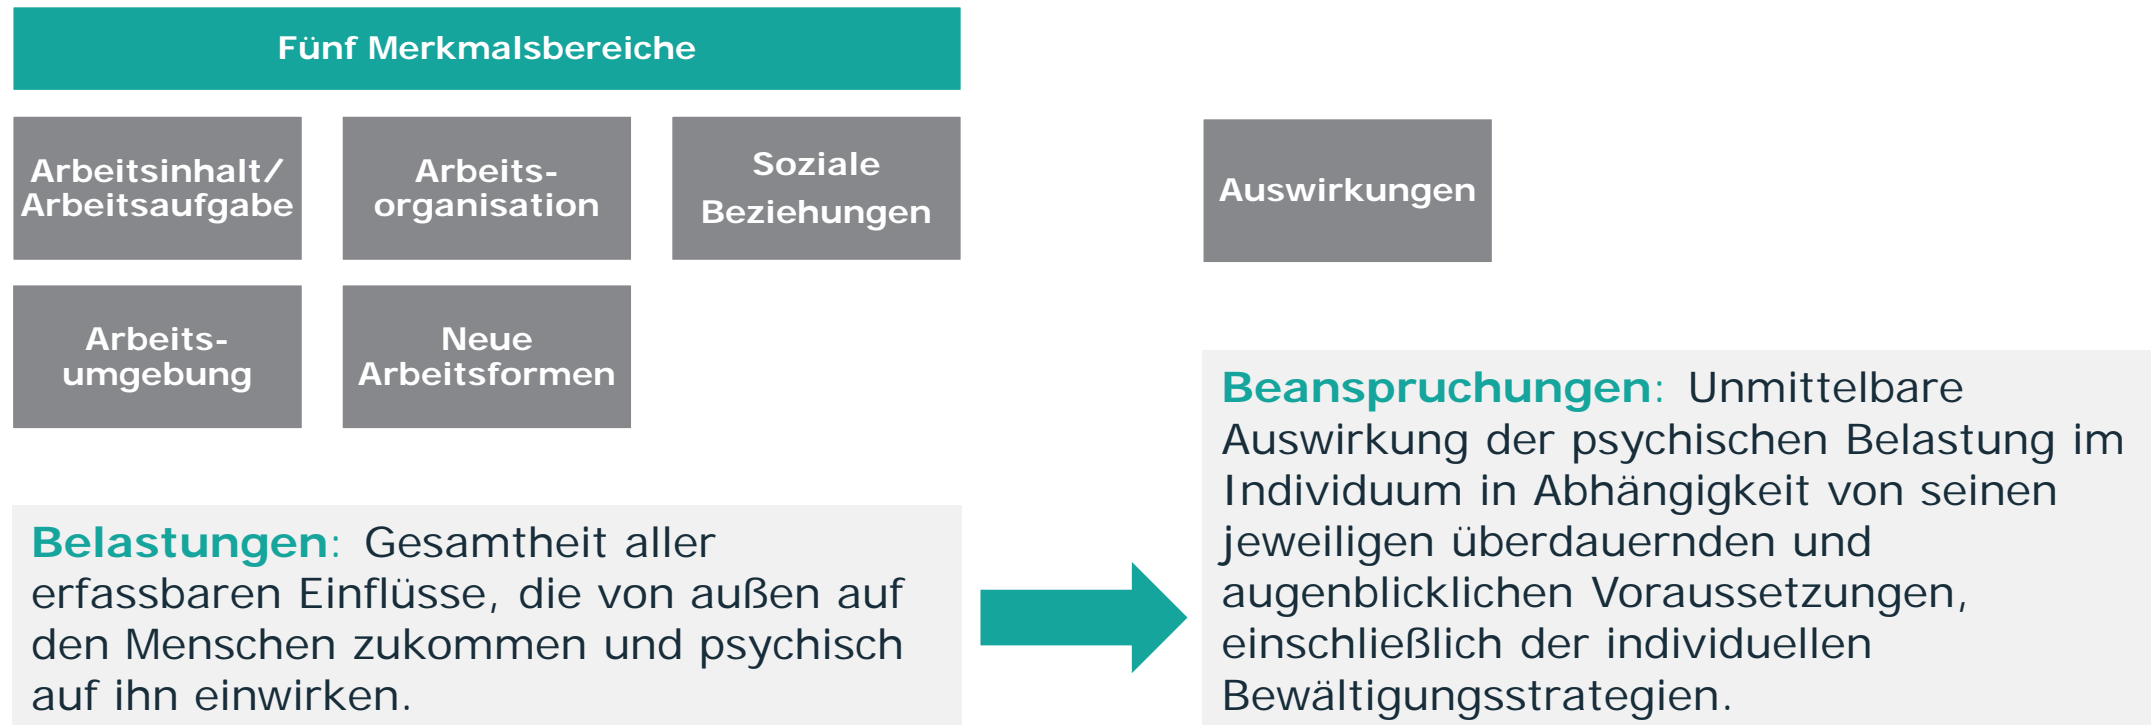 Fünf Merkmalsbereiche
Arbeitsinhalt/
Arbeitsaufgabe
Arbeits-
organisation
Soziale
Beziehungen
Auswirkungen
Arbeits-
umgebung
Neue
Arbeitsformen
Belastungen: Gesamtheit aller
erfassbaren Einflüsse, die von außen auf
den Menschen zukommen und psychisch
auf ihn einwirken.
Beanspruchungen: Unmittelbare
Auswirkung der psychischen Belastung im
Individuum in Abhängigkeit von seinen
jeweiligen überdauernden und
augenblicklichen Voraussetzungen,
einschließlich der individuellen
Bewältigungsstrategien.